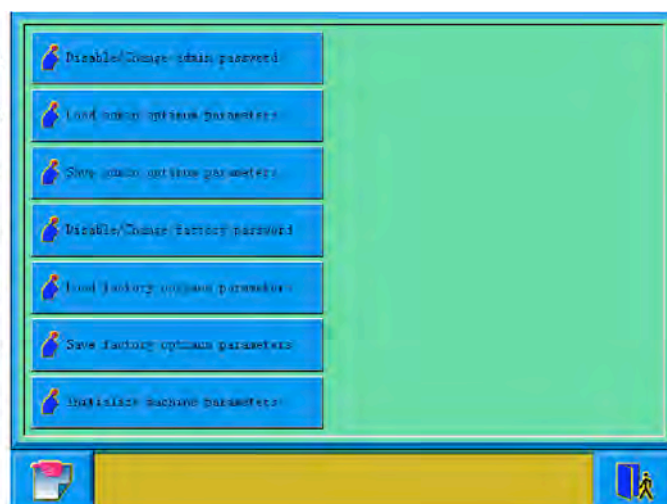 Disable/Change admin password
Load admin optimum parameters
Save admin optimum parameters
Disable/Change factory password
Load factory optimum parameters
Save factory optimum parameters
Initialize machine parameters